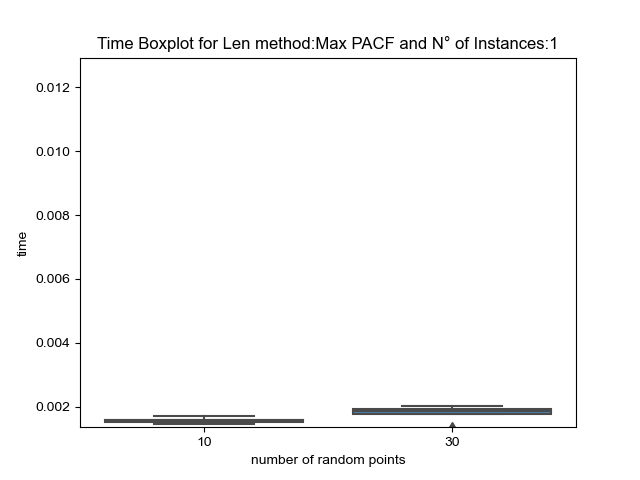 Time Boxplot for Len method:Max PACF and N° of Instances:1
0.012
0.010
0.008
0.006
0.004
0.002
time
10 30
number of random points